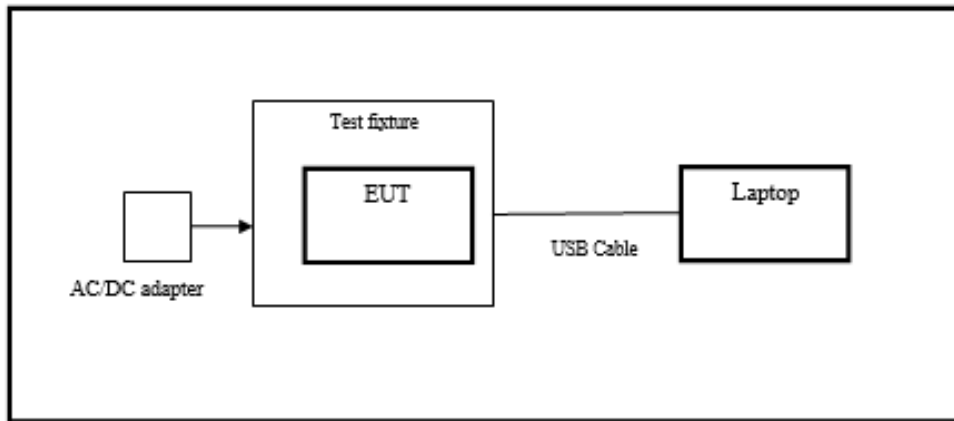 Test fixture
EUT
Laptop
USB Cable
AC/DC adapter